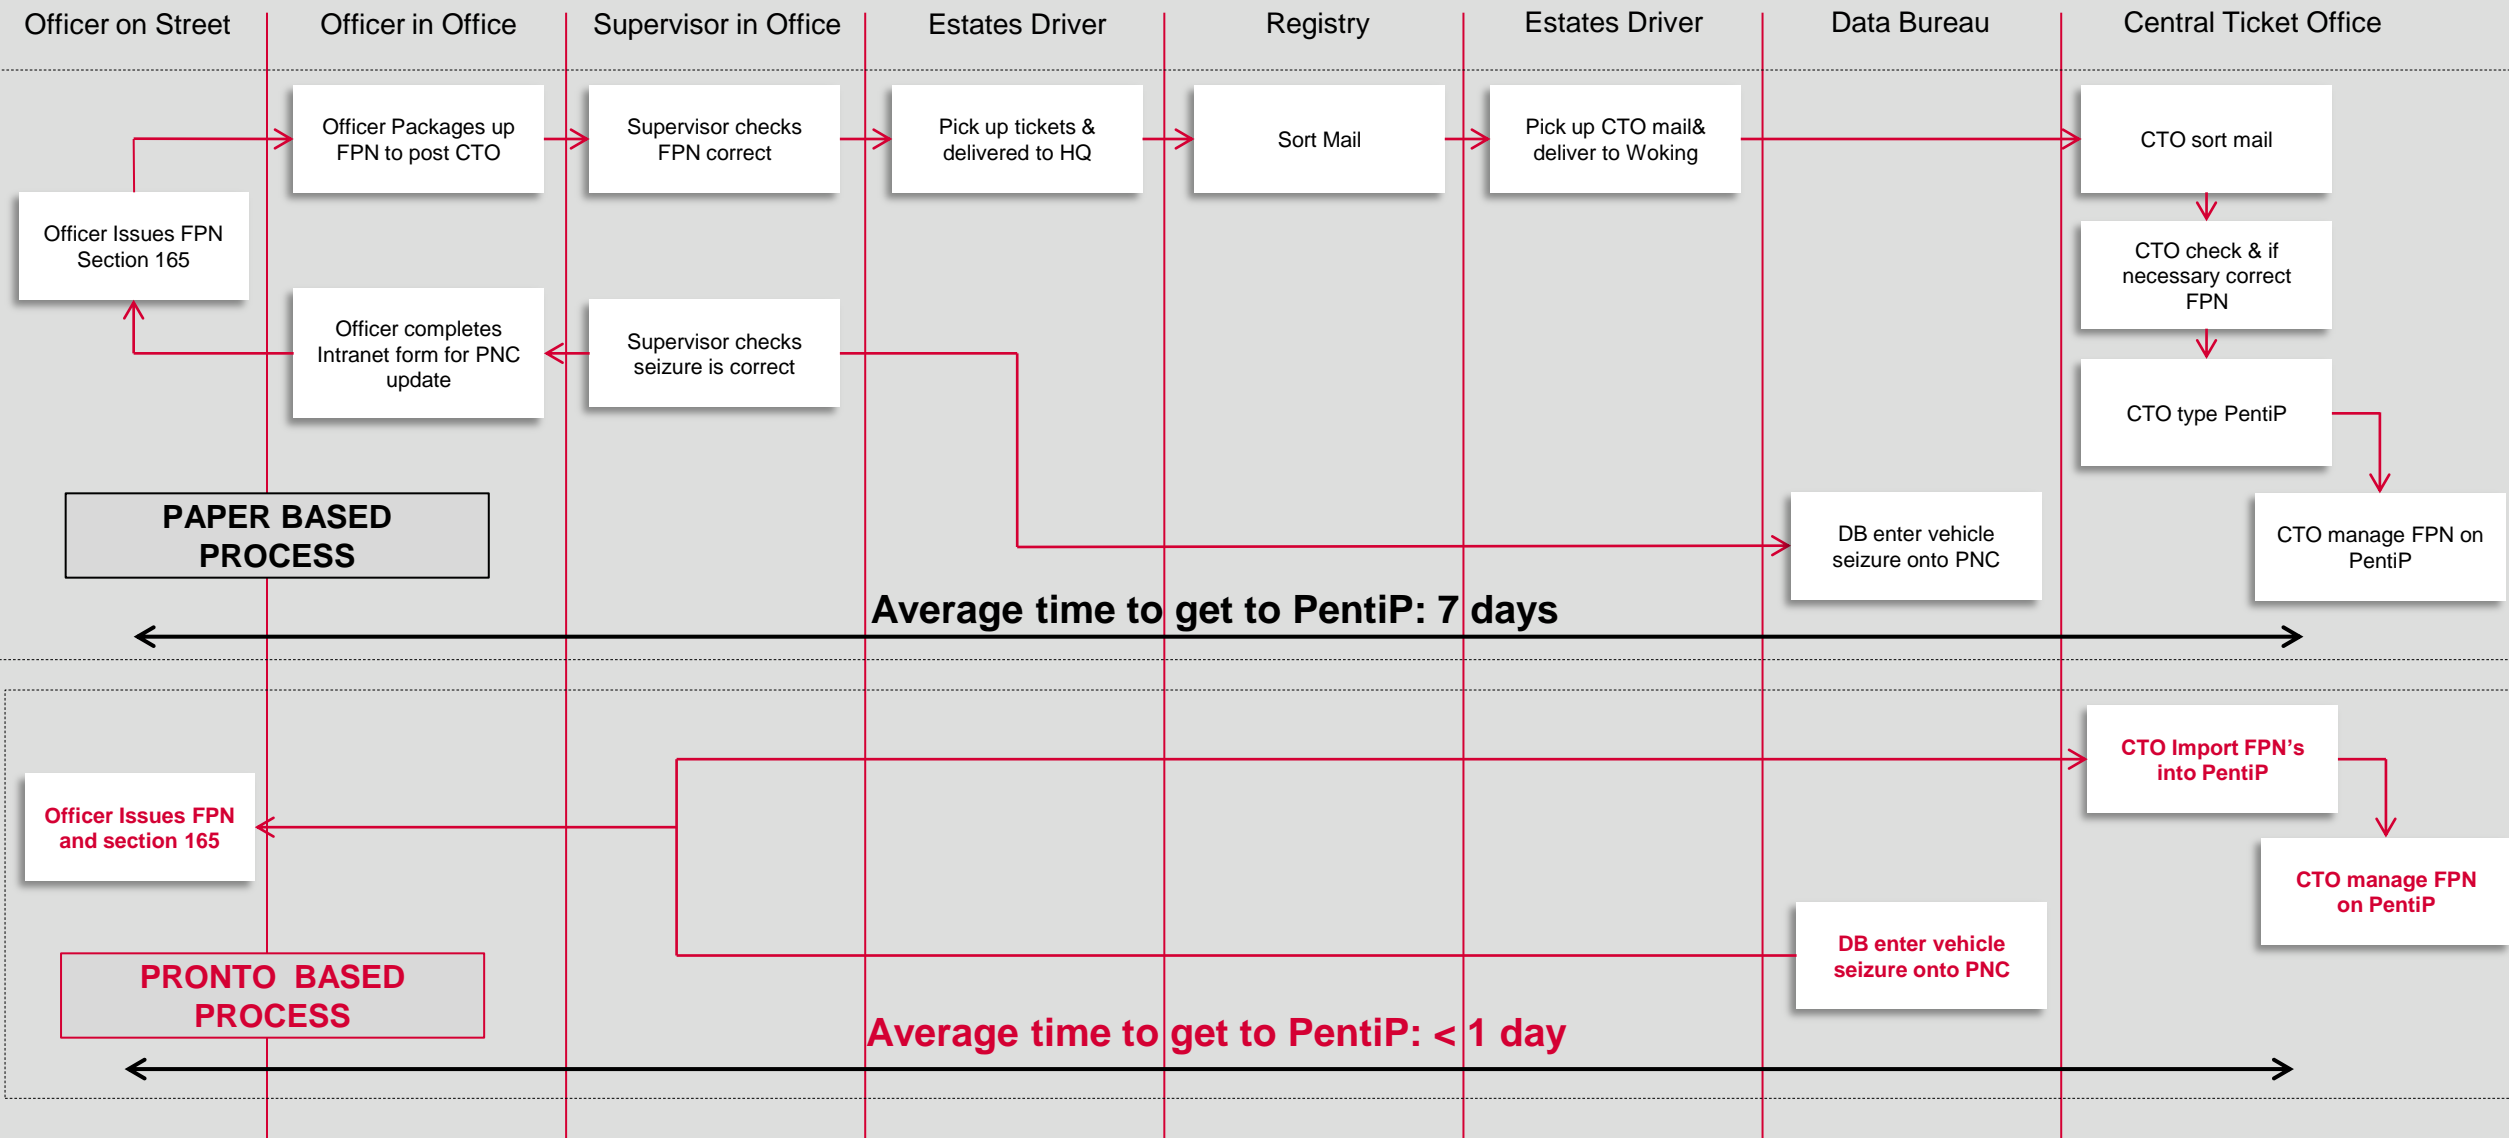 Officer on Street
Officer in Office
Supervisor in Office
Estates Driver
Registry
Estates Driver
Data Bureau
Central Ticket Office
Officer Issues FPN
Section 165
Officer Packages up
FPN to post CTO
Supervisor checks
FPN correct
Pick up tickets &
delivered to HQ
Sort Mail
Pick up CTO mail&
deliver to Woking
CTO sort mail
CTO check & if
necessary correct
FPN
Officer completes
Intranet form for PNC
update
Supervisor checks
seizure is correct
CTO type PentiP
PAPER BASED
PROCESS
DB enter vehicle
seizure onto PNC
CTO manage FPN on
PentiP
Average time to get to PentiP: 7 days
CTO Import FPN’s
into PentiP
Officer Issues FPN
and section 165
CTO manage FPN
on PentiP
DB enter vehicle
seizure onto PNC
PRONTO  BASED
PROCESS
Average time to get to PentiP: < 1 day